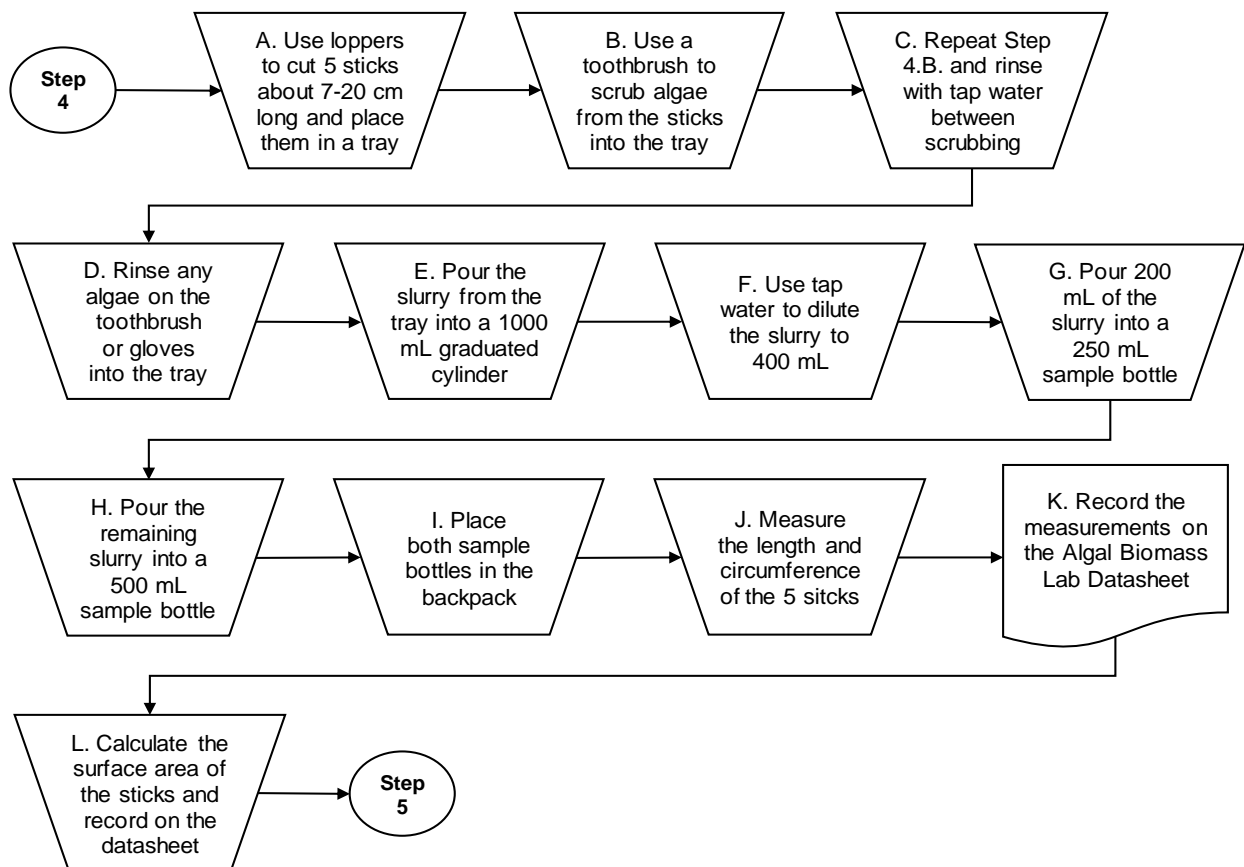 Step
4
A. Use loppers
to cut 5 sticks
about 7-20 cm
long and place
them in a tray
B. Use a
toothbrush to
scrub algae
from the sticks
into the tray
C. Repeat Step
4.B. and rinse
with tap water
between
scrubbing
D. Rinse any
algae on the
toothbrush
or gloves
into the tray
E. Pour the
slurry from the
tray into a 1000
mL graduated
cylinder
F. Use tap
water to dilute
the slurry to
400 mL
G. Pour 200
mL of the
slurry into a
250 mL
sample bottle
H. Pour the
remaining
slurry into a
500 mL
sample bottle
I. Place
both sample
bottles in the
backpack
J. Measure
the length and
circumference
of the 5 sitcks
K. Record the
measurements on
the Algal Biomass
Lab Datasheet
L. Calculate the
surface area of
the sticks and
record on the
datasheet
Step
5